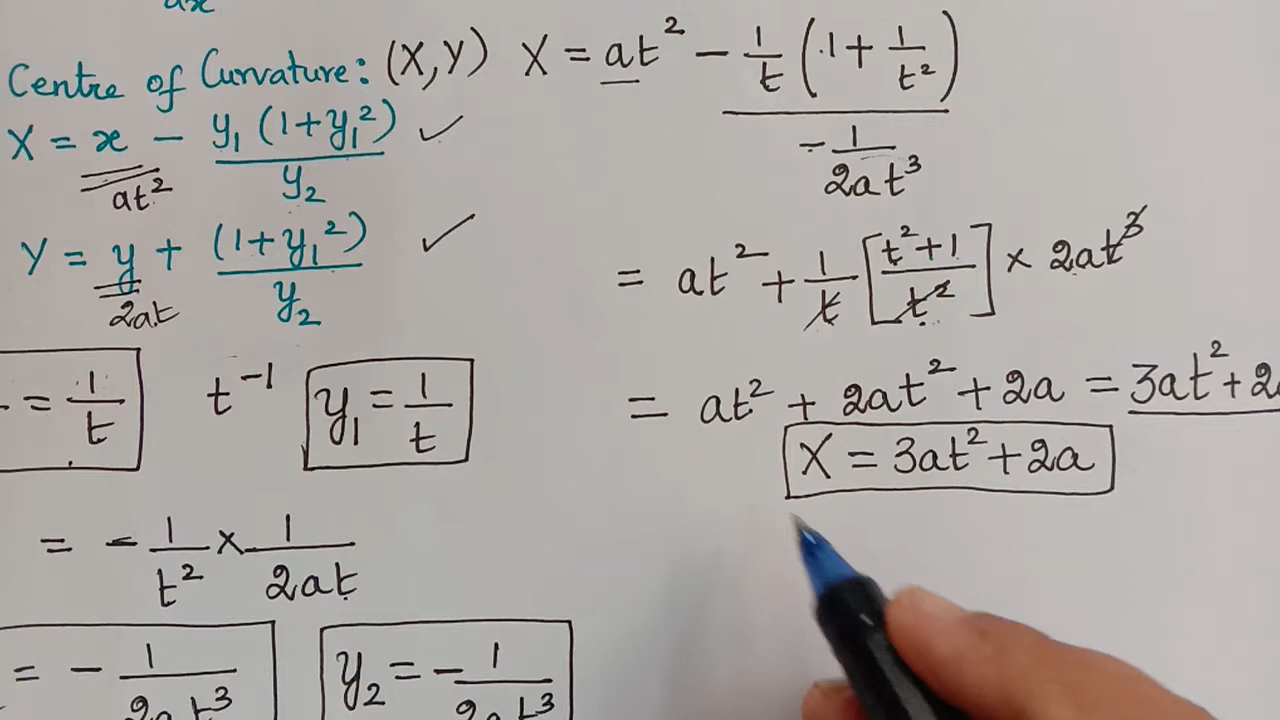 dx
Centre of Curvature: (X,Y)
X = x - y₁(1+y₁²)/y₂ ✓
at²
Y = y + (1+y₁²)/y₂ ✓
2at
= 1/t t⁻¹ y₁ = 1/t
= - 1/t² × 1/2at
= - 1/2at³ y₂ = - 1/2at³
X = at² - 1/t (1 + 1/t²)
- 1/2at³
= at² + 1/t [t²+1/t²] × 2at³
= at² + 2at² + 2a = 3at² + 2a
X = 3at² + 2a